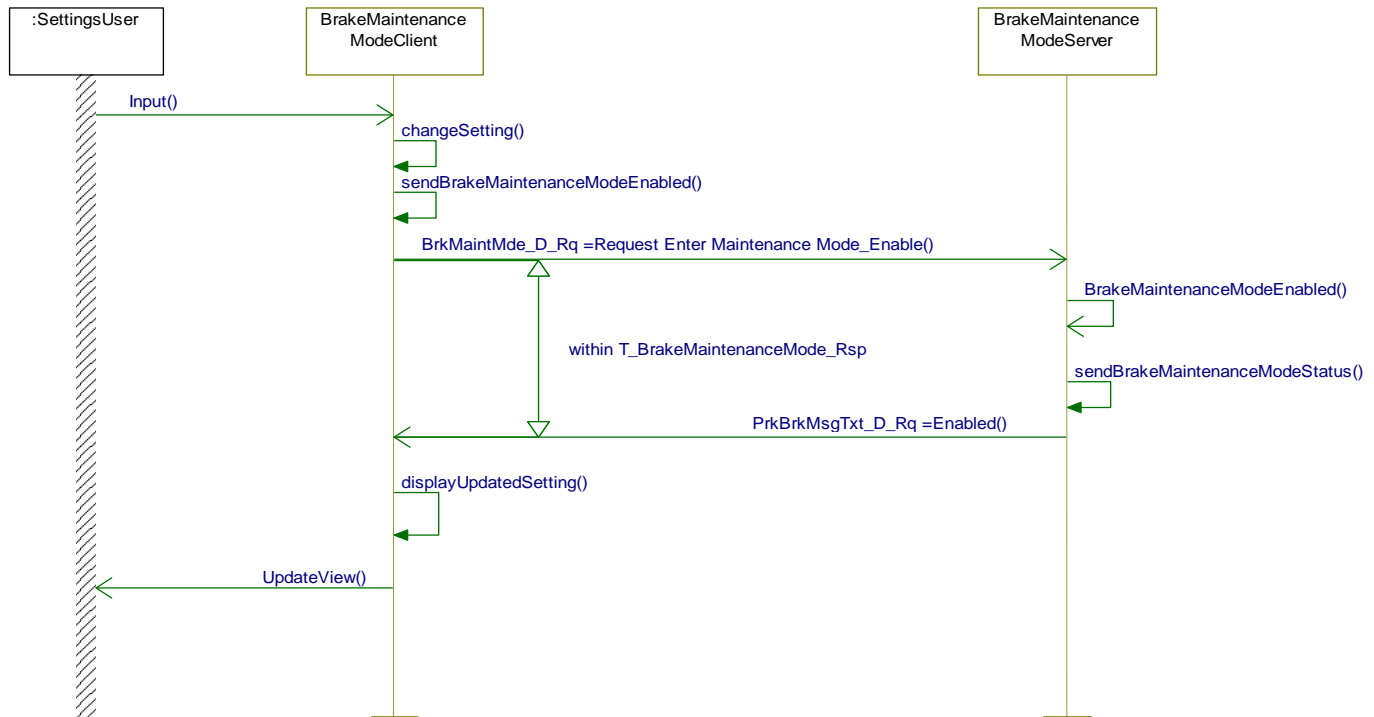 :SettingsUser
BrakeMaintenance
ModeClient
BrakeMaintenance
ModeServer
Input()
changeSetting()
sendBrakeMaintenanceModeEnabled()
BrkMaintMde_D_Rq =Request Enter Maintenance Mode_Enable()
BrakeMaintenanceModeEnabled()
within T_BrakeMaintenanceMode_Rsp
sendBrakeMaintenanceModeStatus()
PrkBrkMsgTxt_D_Rq =Enabled()
displayUpdatedSetting()
UpdateView()